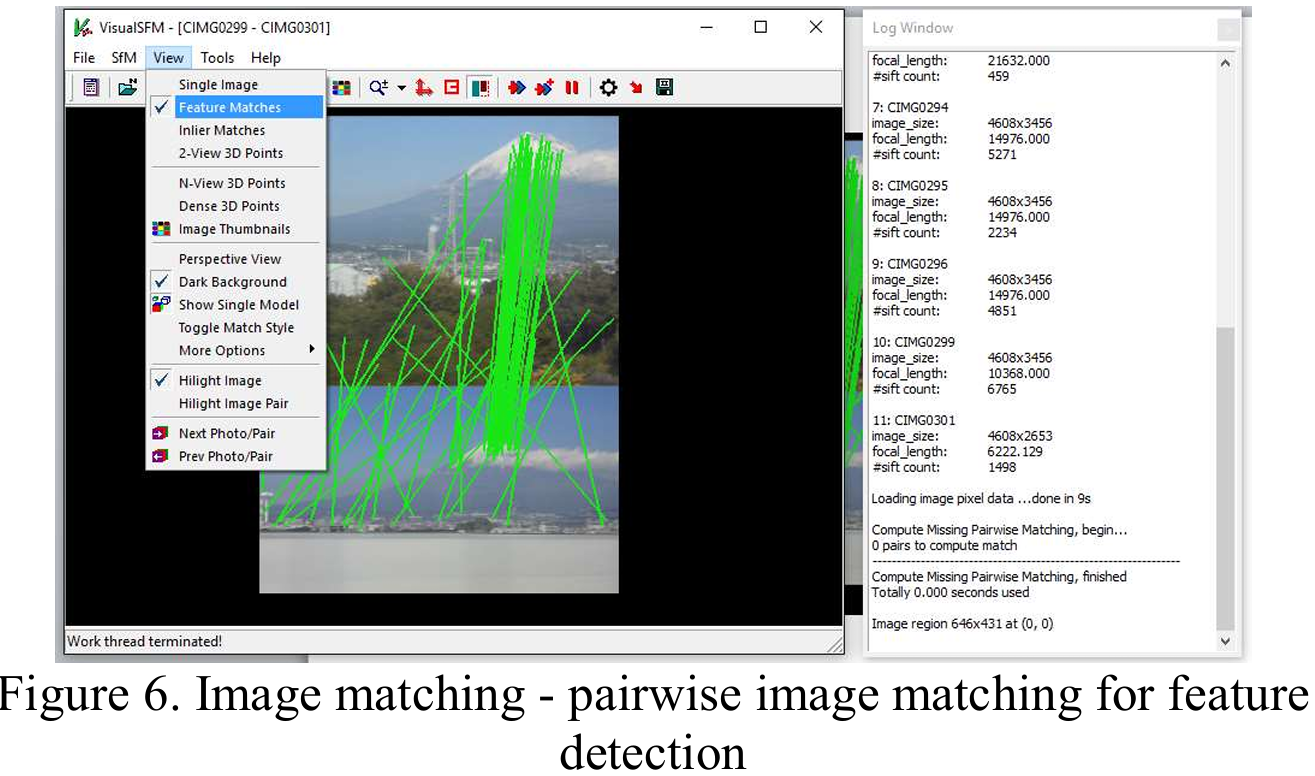 VisualSFM - [CIMG0299 - CIMG0301]
File SfM View Tools Help
Single Image
Feature Matches
Inlier Matches
2-View 3D Points
N-View 3D Points
Dense 3D Points
Image Thumbnails
Perspective View
Dark Background
Show Single Model
Toggle Match Style
More Options
Hilight Image
Hilight Image Pair
Next Photo/Pair
Prev Photo/Pair
Work thread terminated!
Log Window
focal_length: 21632.000
#sift count: 459
7: CIMG0294
image_size: 4608x3456
focal_length: 14976.000
#sift count: 5271
8: CIMG0295
image_size: 4608x3456
focal_length: 14976.000
#sift count: 2234
9: CIMG0296
image_size: 4608x3456
focal_length: 14976.000
#sift count: 4851
10: CIMG0299
image_size: 4608x3456
focal_length: 10368.000
#sift count: 6765
11: CIMG0301
image_size: 4608x2653
focal_length: 6222.129
#sift count: 1498
Loading image pixel data ...done in 9s
Compute Missing Pairwise Matching, begin...
0 pairs to compute match
------------------------------------------------------------
Compute Missing Pairwise Matching, finished
Totally 0.000 seconds used
Image region 646x431 at (0, 0)
Figure 6. Image matching - pairwise image matching for feature
detection